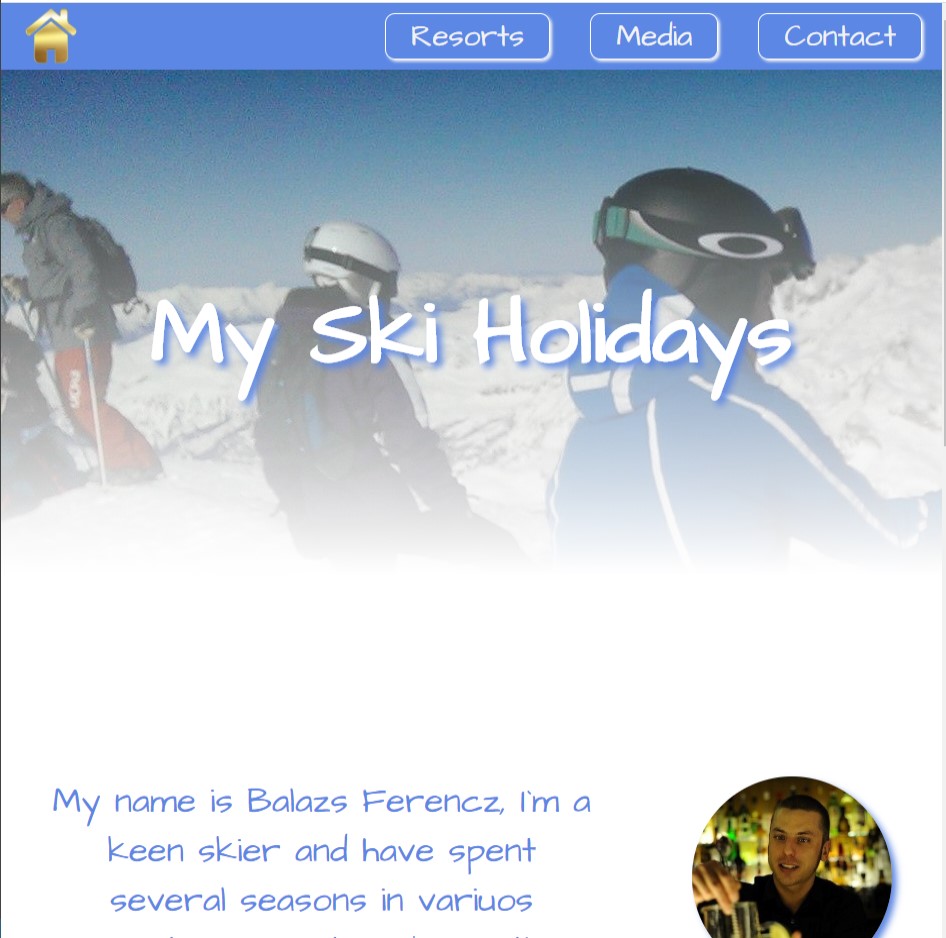 Resorts Media Contact
My Ski Holidays
My name is Balazs Ferencz, I'm a
keen skier and have spent
several seasons in variuos